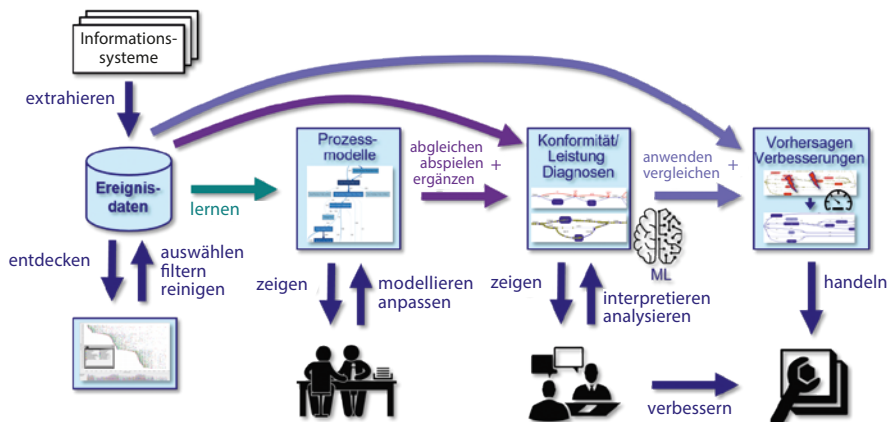 Informations-
systeme
extrahieren
Ereignis-
daten
lernen
entdecken
auswählen
filtern
reinigen
Prozess-
modelle
abgleichen
abspielen
ergänzen +
zeigen
modellieren
anpassen
Konformität/
Leistung
Diagnosen
anwenden +
vergleichen
ML
zeigen
interpretieren
analysieren
Vorhersagen
Verbesserungen
handeln
verbessern